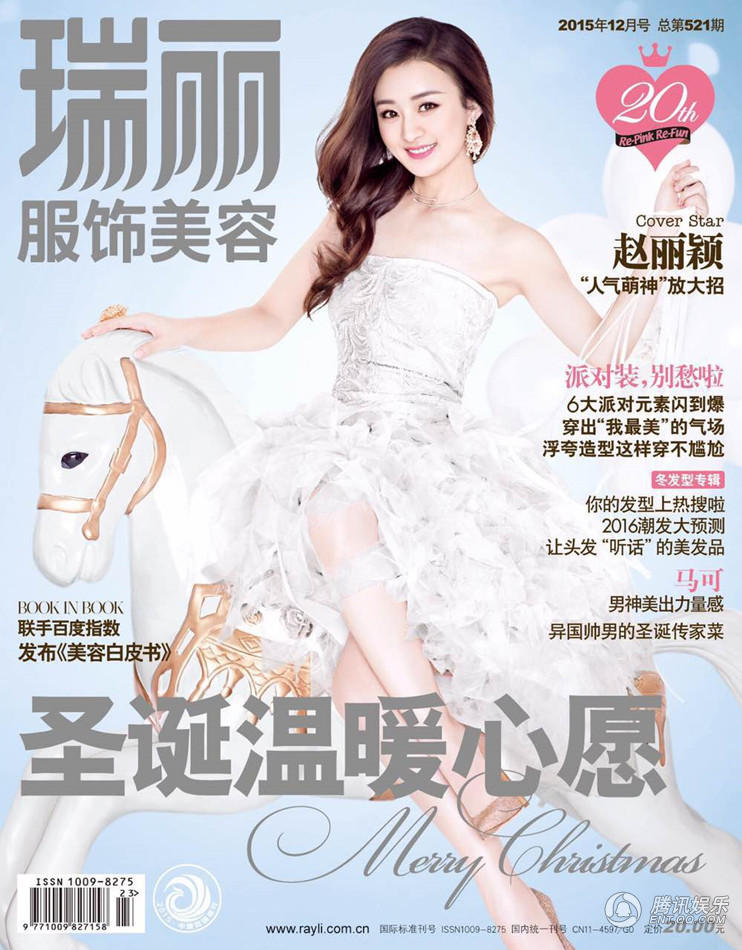 瑞丽
服饰美容
2015年12月号 总第521期
20th
Re-Pink Re-Fun
Cover Star
赵丽颖
“人气萌神”放大招
派对装,别愁啦
6大派对元素闪到爆
穿出“我最美”的气场
浮夸造型这样穿不尴尬
冬发型专辑
你的发型上热搜啦
2016潮发大预测
让头发“听话”的美发品
马可
男神美出力量感
异国帅男的圣诞传家菜
BOOK IN BOOK
联手百度指数
发布《美容白皮书》
圣诞温暖心愿
Merry Christmas
ISSN 1009-8275
23>
9 771009 827158
www.rayli.com.cn 国际标准刊号 ISSN1009-8275 国内统一刊号 CN11-4597/G0 定价20.00元
腾讯娱乐
ENT.QQ.COM